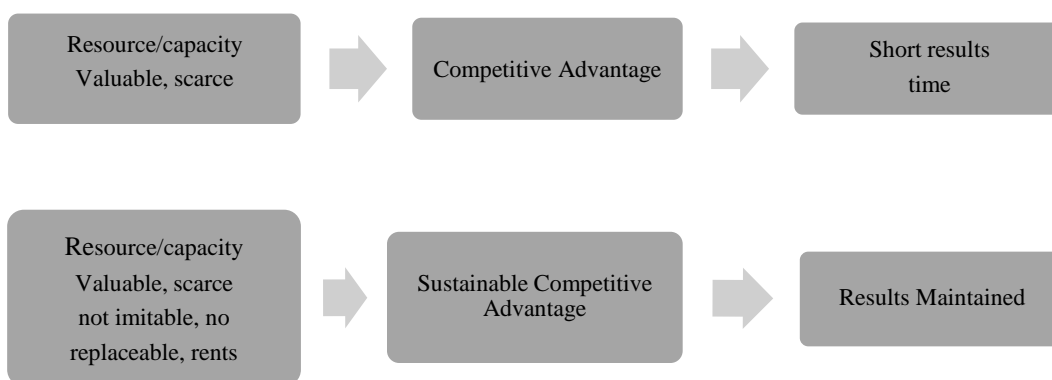 Resource/capacity
Valuable, scarce
Competitive Advantage
Short results
time
Resource/capacity
Valuable, scarce
not imitable, no
replaceable, rents
Sustainable Competitive
Advantage
Results Maintained